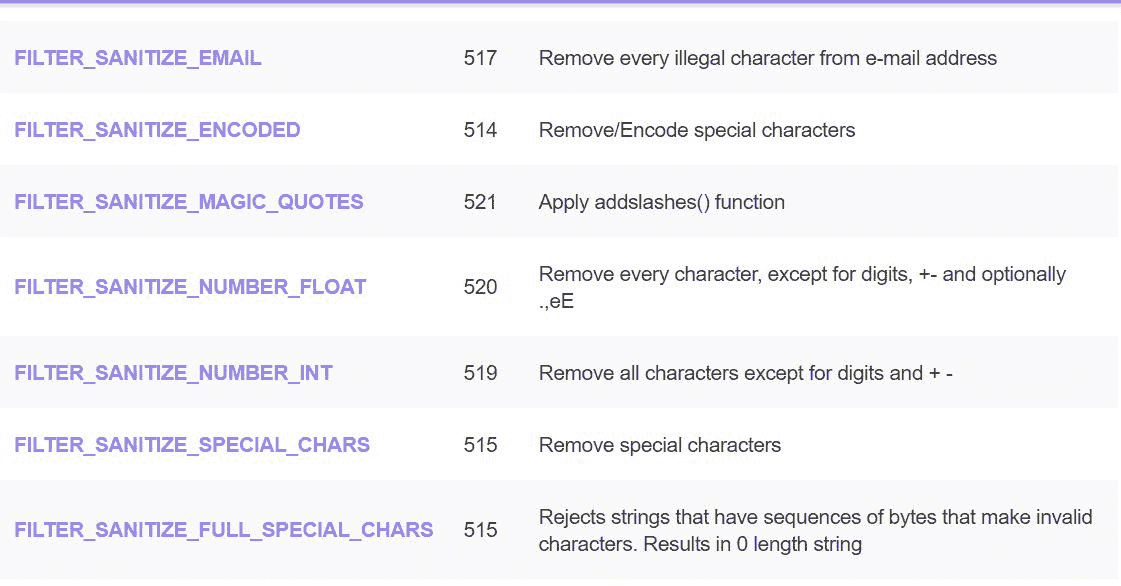 FILTER_SANITIZE_EMAIL 517 Remove every illegal character from e-mail address
FILTER_SANITIZE_ENCODED 514 Remove/Encode special characters
FILTER_SANITIZE_MAGIC_QUOTES 521 Apply addslashes() function
FILTER_SANITIZE_NUMBER_FLOAT 520 Remove every character, except for digits, +- and optionally
.,eE
FILTER_SANITIZE_NUMBER_INT 519 Remove all characters except for digits and + -
FILTER_SANITIZE_SPECIAL_CHARS 515 Remove special characters
FILTER_SANITIZE_FULL_SPECIAL_CHARS 515 Rejects strings that have sequences of bytes that make invalid
characters. Results in 0 length string